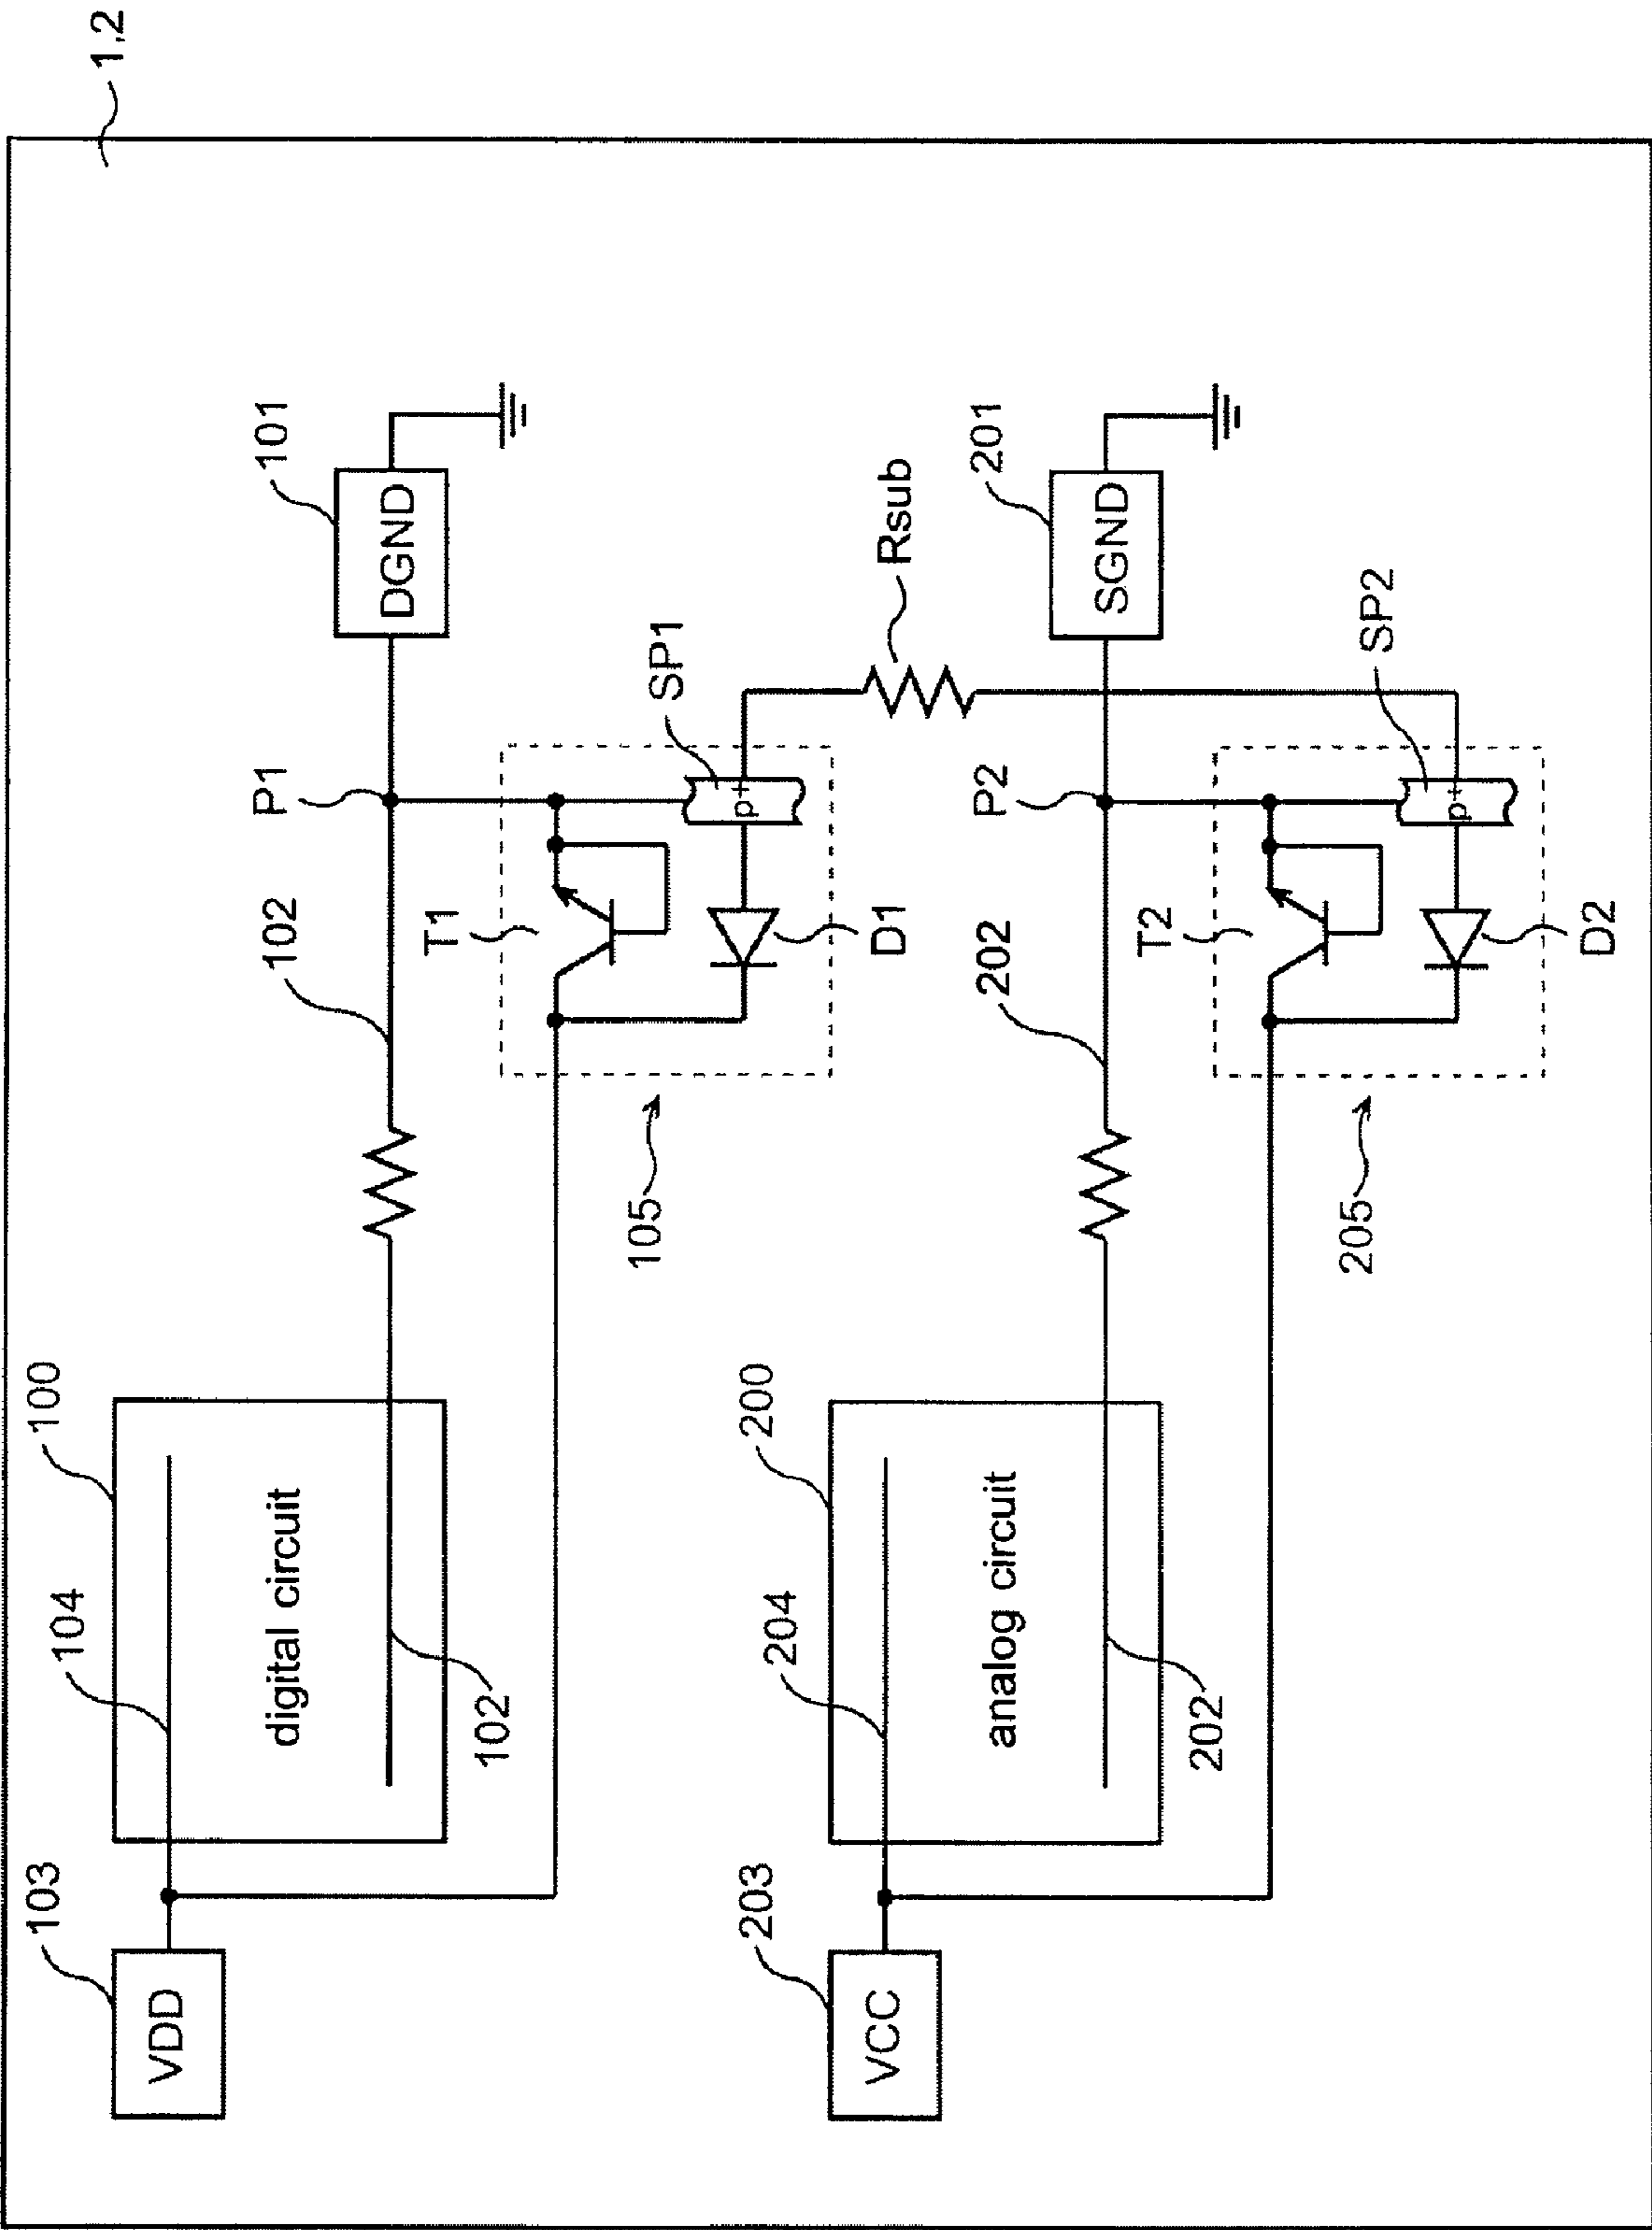 1,2
103
VDD
104
100
digital circuit
102
102
P1
101
DGND
105
T1
D1
SP1
p+
Rsub
203
VCC
204
200
analog circuit
202
202
P2
201
SGND
205
T2
D2
SP2
p+